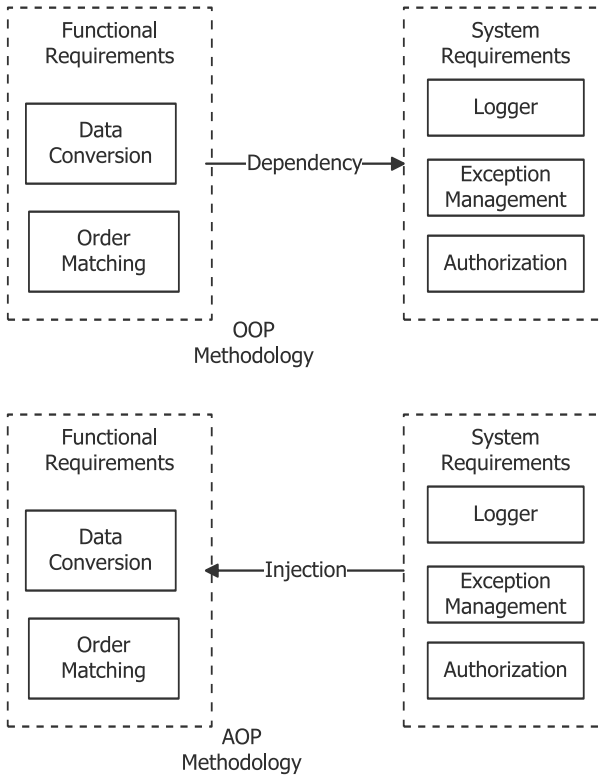 Functional
Requirements
Data
Conversion
Order
Matching
Dependency
System
Requirements
Logger
Exception
Management
Authorization
OOP
Methodology
Functional
Requirements
Data
Conversion
Order
Matching
Injection
System
Requirements
Logger
Exception
Management
Authorization
AOP
Methodology